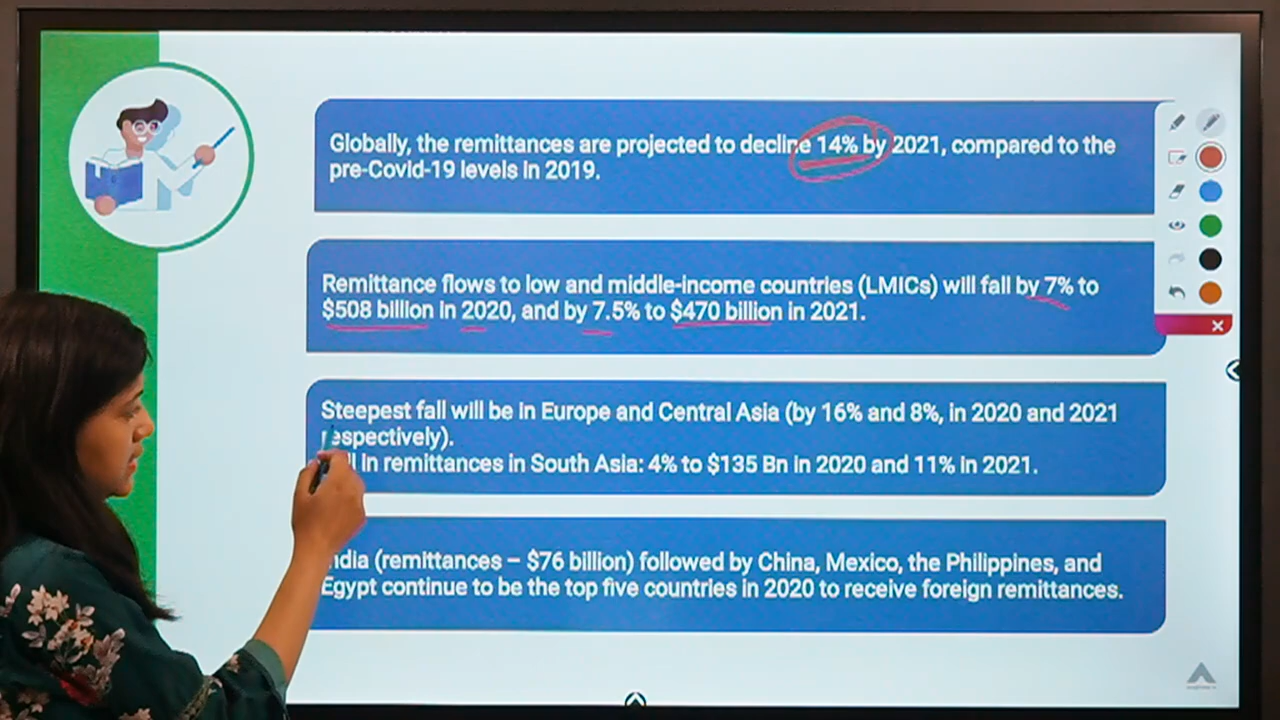 Globally, the remittances are projected to decline 14% by 2021, compared to the
pre-Covid-19 levels in 2019.
Remittance flows to low and middle-income countries (LMICs) will fall by 7% to
$508 billion in 2020, and by 7.5% to $470 billion in 2021.
Steepest fall will be in Europe and Central Asia (by 16% and 8%, in 2020 and 2021
respectively).
in remittances in South Asia: 4% to $135 Bn in 2020 and 11% in 2021.
India (remittances – $76 billion) followed by China, Mexico, the Philippines, and
Egypt continue to be the top five countries in 2020 to receive foreign remittances.